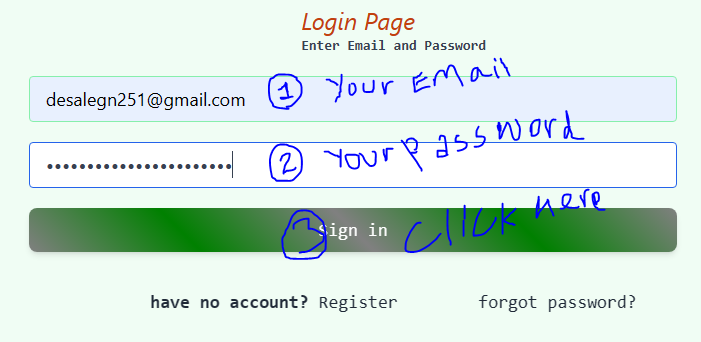 Login Page
Enter Email and Password
desalegn251@gmail.com ① Your Email
••••••••••••••••••••••• ② Your password
③ sign in Click here
have no account? Register forgot password?